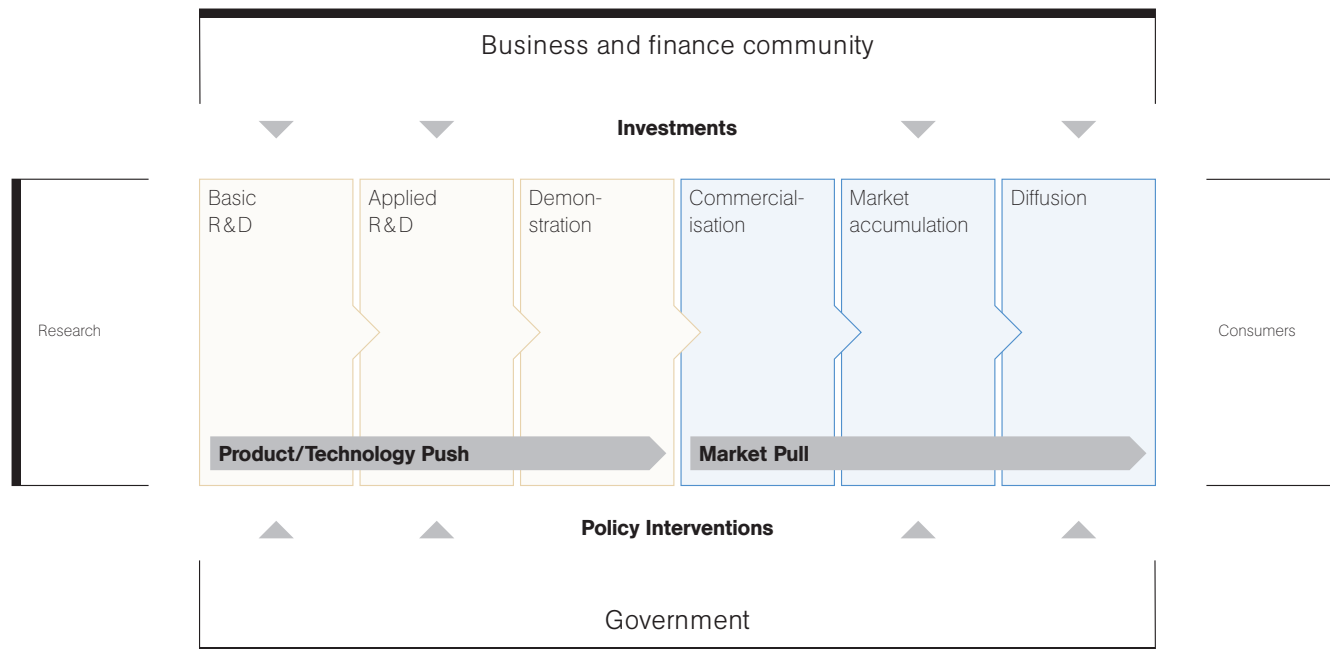 Business and finance community
Investments
Research
Basic
R&D
Applied
R&D
Demon-
stration
Commercial-
isation
Market
accumulation
Diffusion
Consumers
Product/Technology Push
Market Pull
Policy Interventions
Government